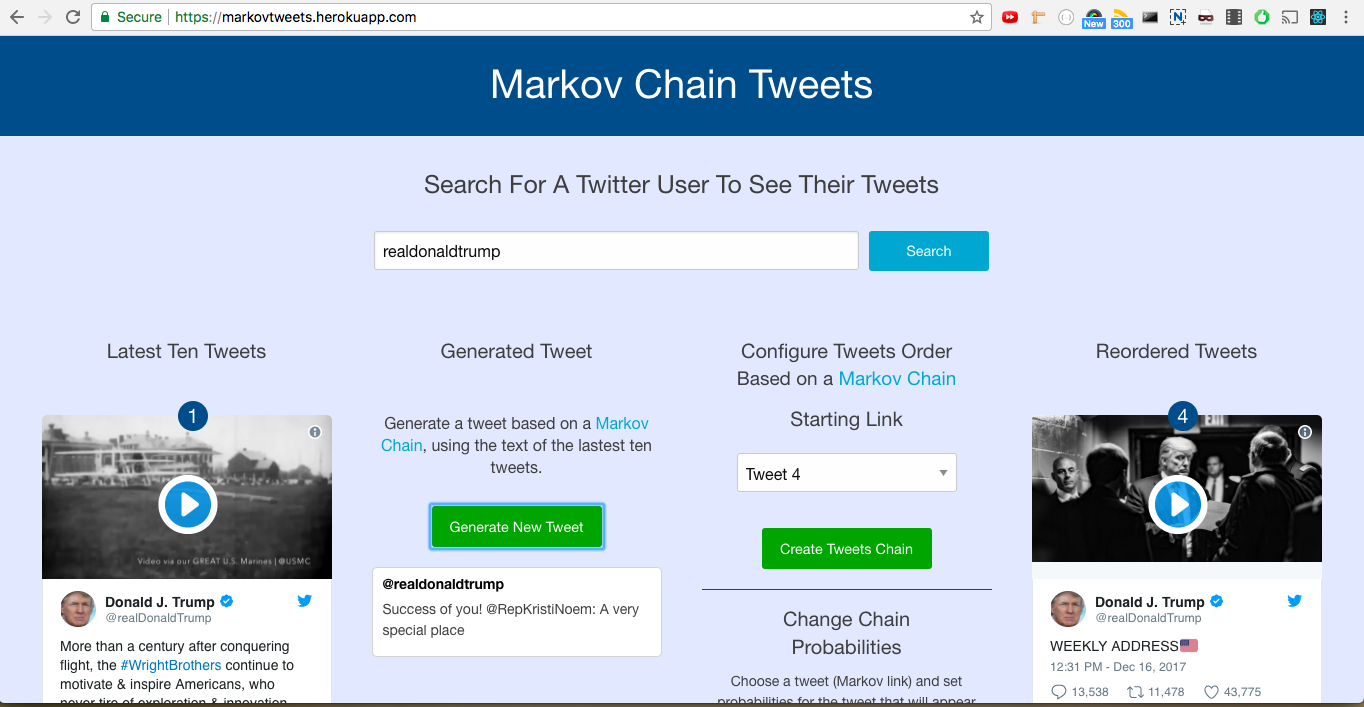 Secure
https://markovtweets.herokuapp.com
New
300
Markov Chain Tweets
Search For A Twitter User To See Their Tweets
realdonaldtrump
Search
Latest Ten Tweets
1
Video via our GREAT U.S. Marines | @USMC
Donald J. Trump
@realDonaldTrump
More than a century after conquering
flight, the #WrightBrothers continue to
motivate & inspire Americans, who
never tire of exploration & innovation
Generated Tweet
Generate a tweet based on a Markov
Chain, using the text of the lastest ten
tweets.
Generate New Tweet
@realdonaldtrump
Success of you! @RepKristiNoem: A very
special place
Configure Tweets Order
Based on a Markov Chain
Starting Link
Tweet 4
Create Tweets Chain
Change Chain
Probabilities
Choose a tweet (Markov link) and set
probabilities for the tweet that will appear
Reordered Tweets
4
Donald J. Trump
@realDonaldTrump
WEEKLY ADDRESS🇺🇸
12:31 PM - Dec 16, 2017
13,538 11,478 43,775